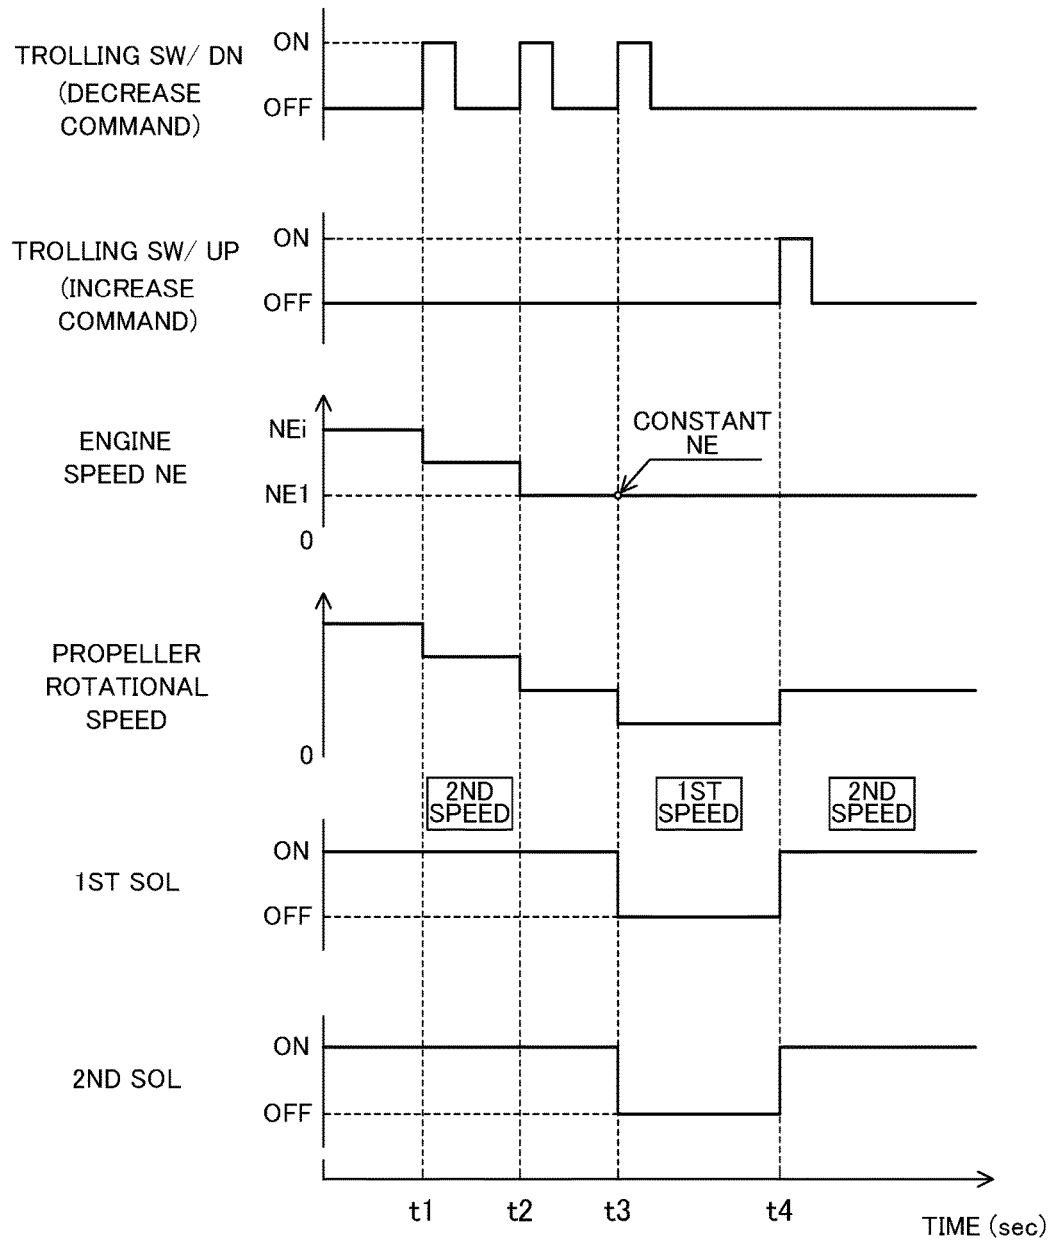 TROLLING SW/ DN
(DECREASE
COMMAND)
ON
OFF
TROLLING SW/ UP
(INCREASE
COMMAND)
ON
OFF
ENGINE
SPEED NE
NEi
NE1
0
CONSTANT
NE
PROPELLER
ROTATIONAL
SPEED
0
2ND
SPEED
1ST
SPEED
2ND
SPEED
1ST SOL
ON
OFF
2ND SOL
ON
OFF
t1
t2
t3
t4
TIME (sec)